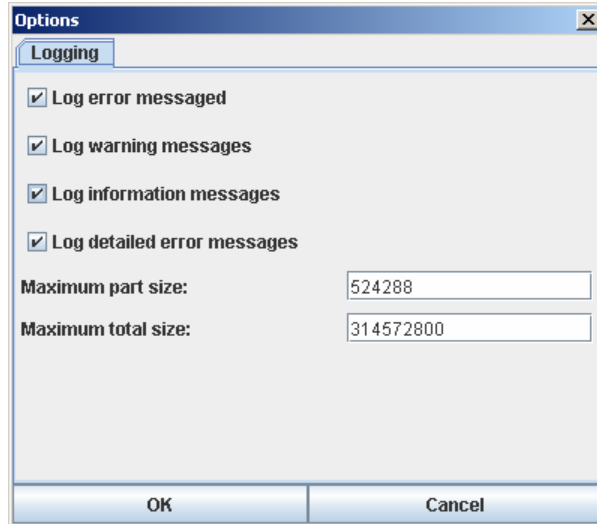 Options
Logging
Log error messaged
Log warning messages
Log information messages
Log detailed error messages
Maximum part size: 524288
Maximum total size: 314572800
OK Cancel